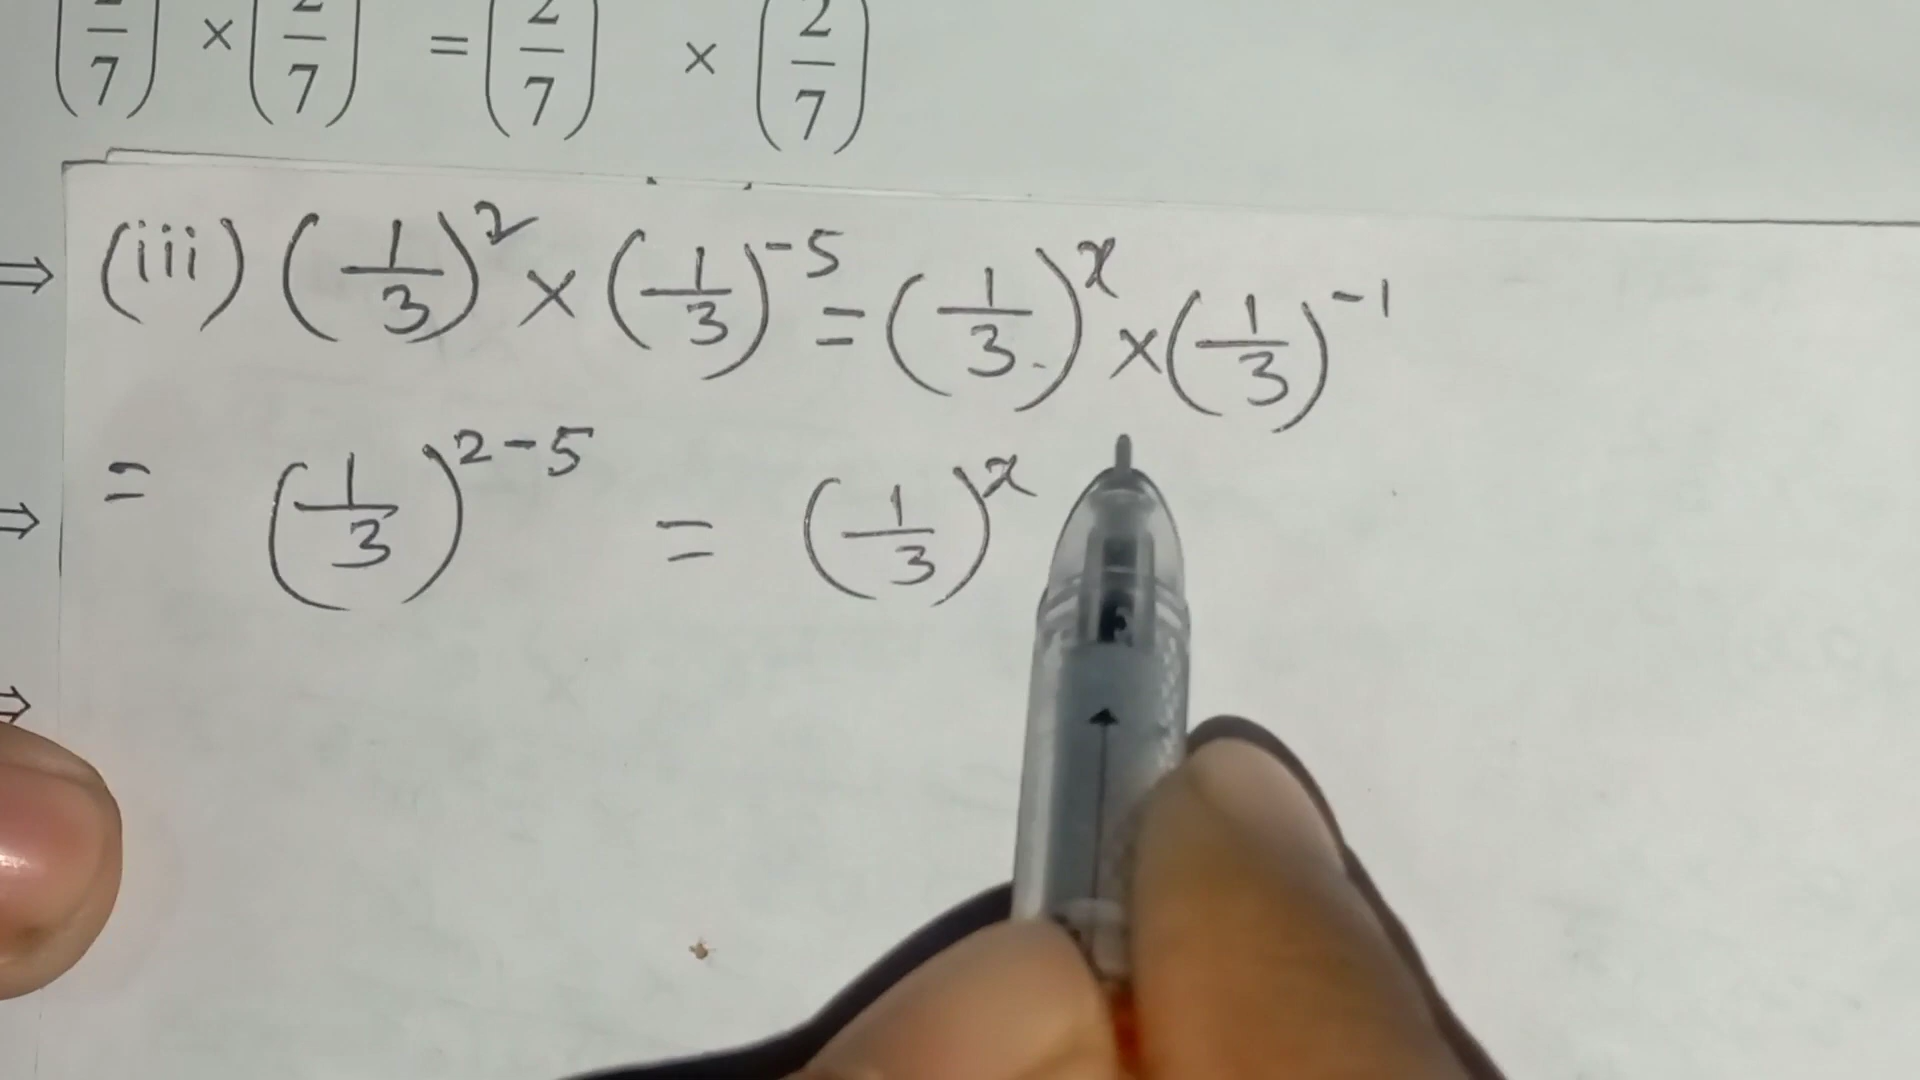 (2/7) × (2/7) = (2/7) × (2/7)
⇒ (iii) (1/3)^2 × (1/3)^-5 = (1/3)^x × (1/3)^-1
⇒ = (1/3)^2-5 = (1/3)^x
⇒